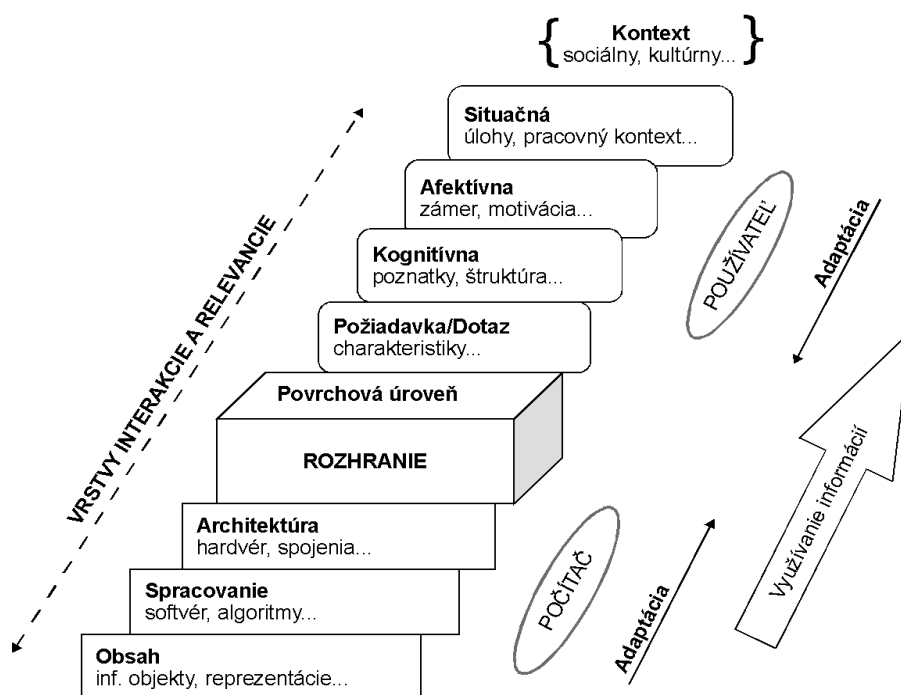 Kontext
sociálny, kultúrny...
Situačná
úlohy, pracovný kontext...
Afektívna
zámer, motivácia...
Kognitívna
poznatky, štruktúra...
Požiadavka/Dotaz
charakteristiky...
Povrchová úroveň
ROZHRANIE
Architektúra
hardvér, spojenia...
Spracovanie
softvér, algoritmy...
Obsah
inf. objekty, reprezentácie...
VRSTVY INTERAKCIE A RELEVANCIE
POUŽÍVATEĽ
Adaptácia
POČÍTAČ
Adaptácia
Využívanie informácií